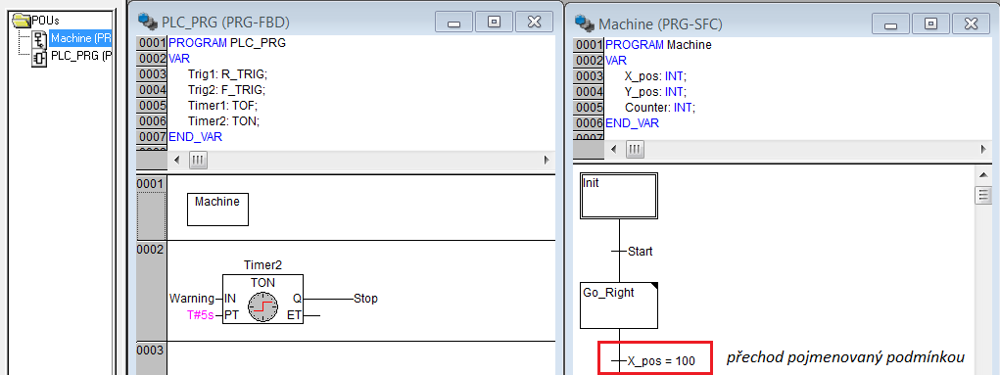 POUs
Machine (PR
PLC_PRG (P
PLC_PRG (PRG-FBD)
0001 PROGRAM PLC_PRG
0002 VAR
0003 Trig1: R_TRIG;
0004 Trig2: F_TRIG;
0005 Timer1: TOF;
0006 Timer2: TON;
0007 END_VAR
0001
Machine
0002
Timer2
TON
Warning IN Q Stop
T#5s PT ET
0003
Machine (PRG-SFC)
0001 PROGRAM Machine
0002 VAR
0003 X_pos: INT;
0004 Y_pos: INT;
0005 Counter: INT;
0006 END_VAR
Init
Start
Go_Right
X_pos = 100
přechod pojmenovaný podmínkou